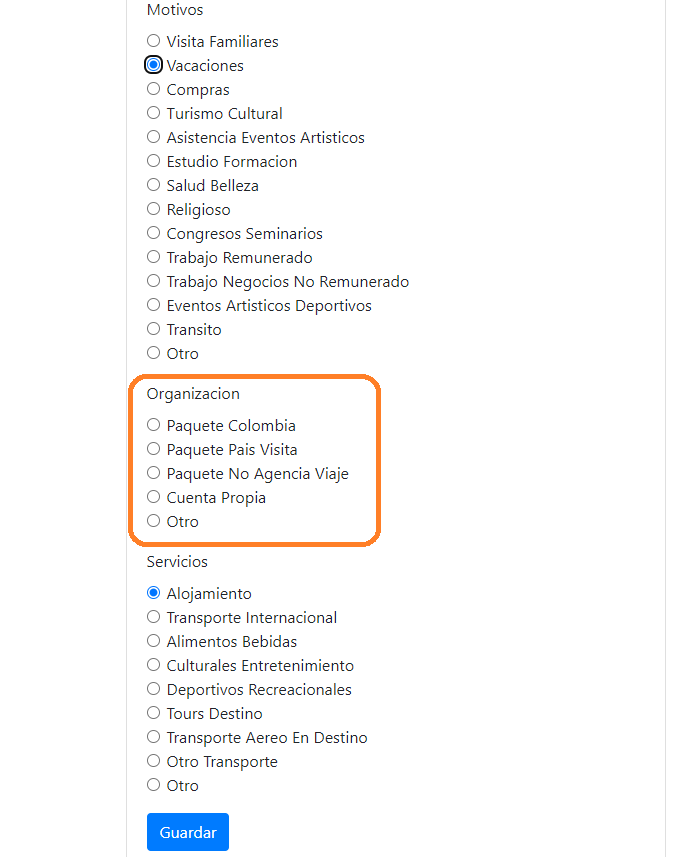 Motivos
Visita Familiares
Vacaciones
Compras
Turismo Cultural
Asistencia Eventos Artisticos
Estudio Formacion
Salud Belleza
Religioso
Congresos Seminarios
Trabajo Remunerado
Trabajo Negocios No Remunerado
Eventos Artisticos Deportivos
Transito
Otro
Organizacion
Paquete Colombia
Paquete Pais Visita
Paquete No Agencia Viaje
Cuenta Propia
Otro
Servicios
Alojamiento
Transporte Internacional
Alimentos Bebidas
Culturales Entretenimiento
Deportivos Recreacionales
Tours Destino
Transporte Aereo En Destino
Otro Transporte
Otro
Guardar